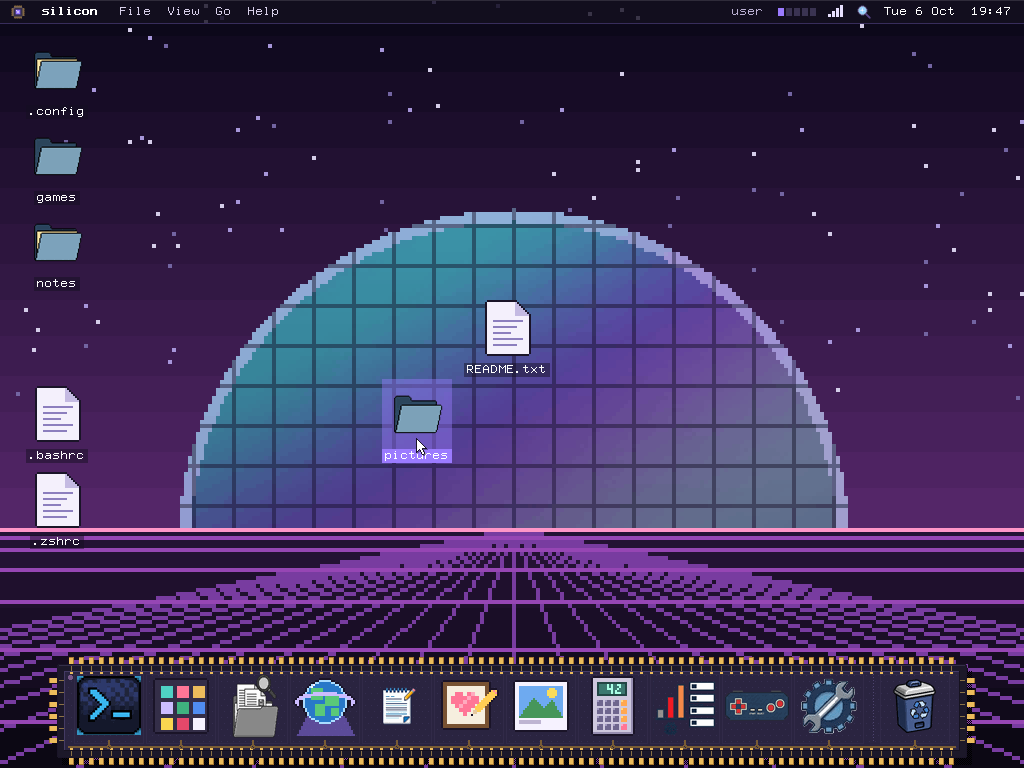 silicon File View Go Help user Tue 6 Oct 19:47
.config
games
notes
README.txt
pictures
.bashrc
.zshrc
42